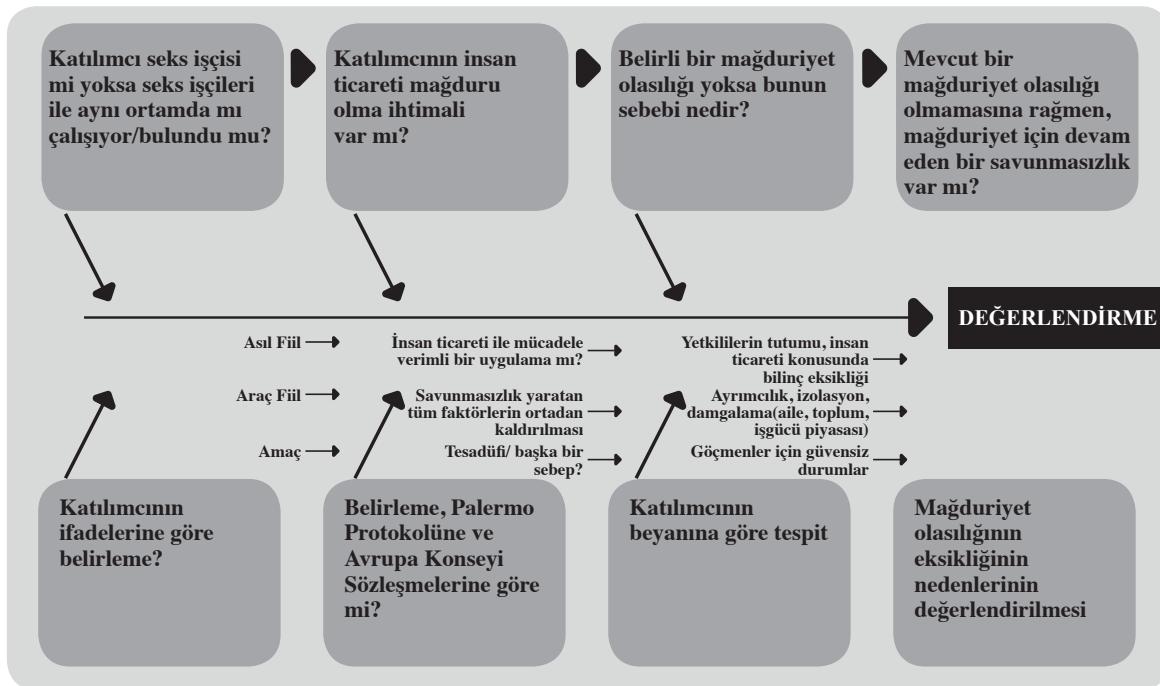 Katılımcı seks işçisi
mi yoksa seks işçileri
ile aynı ortamda mı
çalışıyor/bulundu mu?
Katılımcının insan
ticareti mağduru
olma ihtimali
var mı?
Belirli bir mağduriyet
olasılığı yoksa bunun
sebebi nedir?
Mevcut bir
mağduriyet olasılığı
olmamasına rağmen,
mağduriyet için devam
eden bir savunmasızlık
var mı?
DEĞERLENDİRME
Asıl Fiil
Araç Fiil
Amaç
İnsan ticareti ile mücadele
verimli bir uygulama mı?
Savunmasızlık yaratan
tüm faktörlerin ortadan
kaldırılması
Tesadüfi/ başka bir
sebep?
Yetkililerin tutumu, insan
ticareti konusunda
bilinç eksikliği
Ayrımcılık, izolasyon,
damgalama(aile, toplum,
işgücü piyasası)
Göçmenler için güvensiz
durumlar
Katılımcının
ifadelerine göre
belirleme?
Belirleme, Palermo
Protokolüne ve
Avrupa Konseyi
Sözleşmelerine göre
mi?
Katılımcının
beyanına göre tespit
Mağduriyet
olasılığının
eksikliğinin
nedenlerinin
değerlendirilmesi